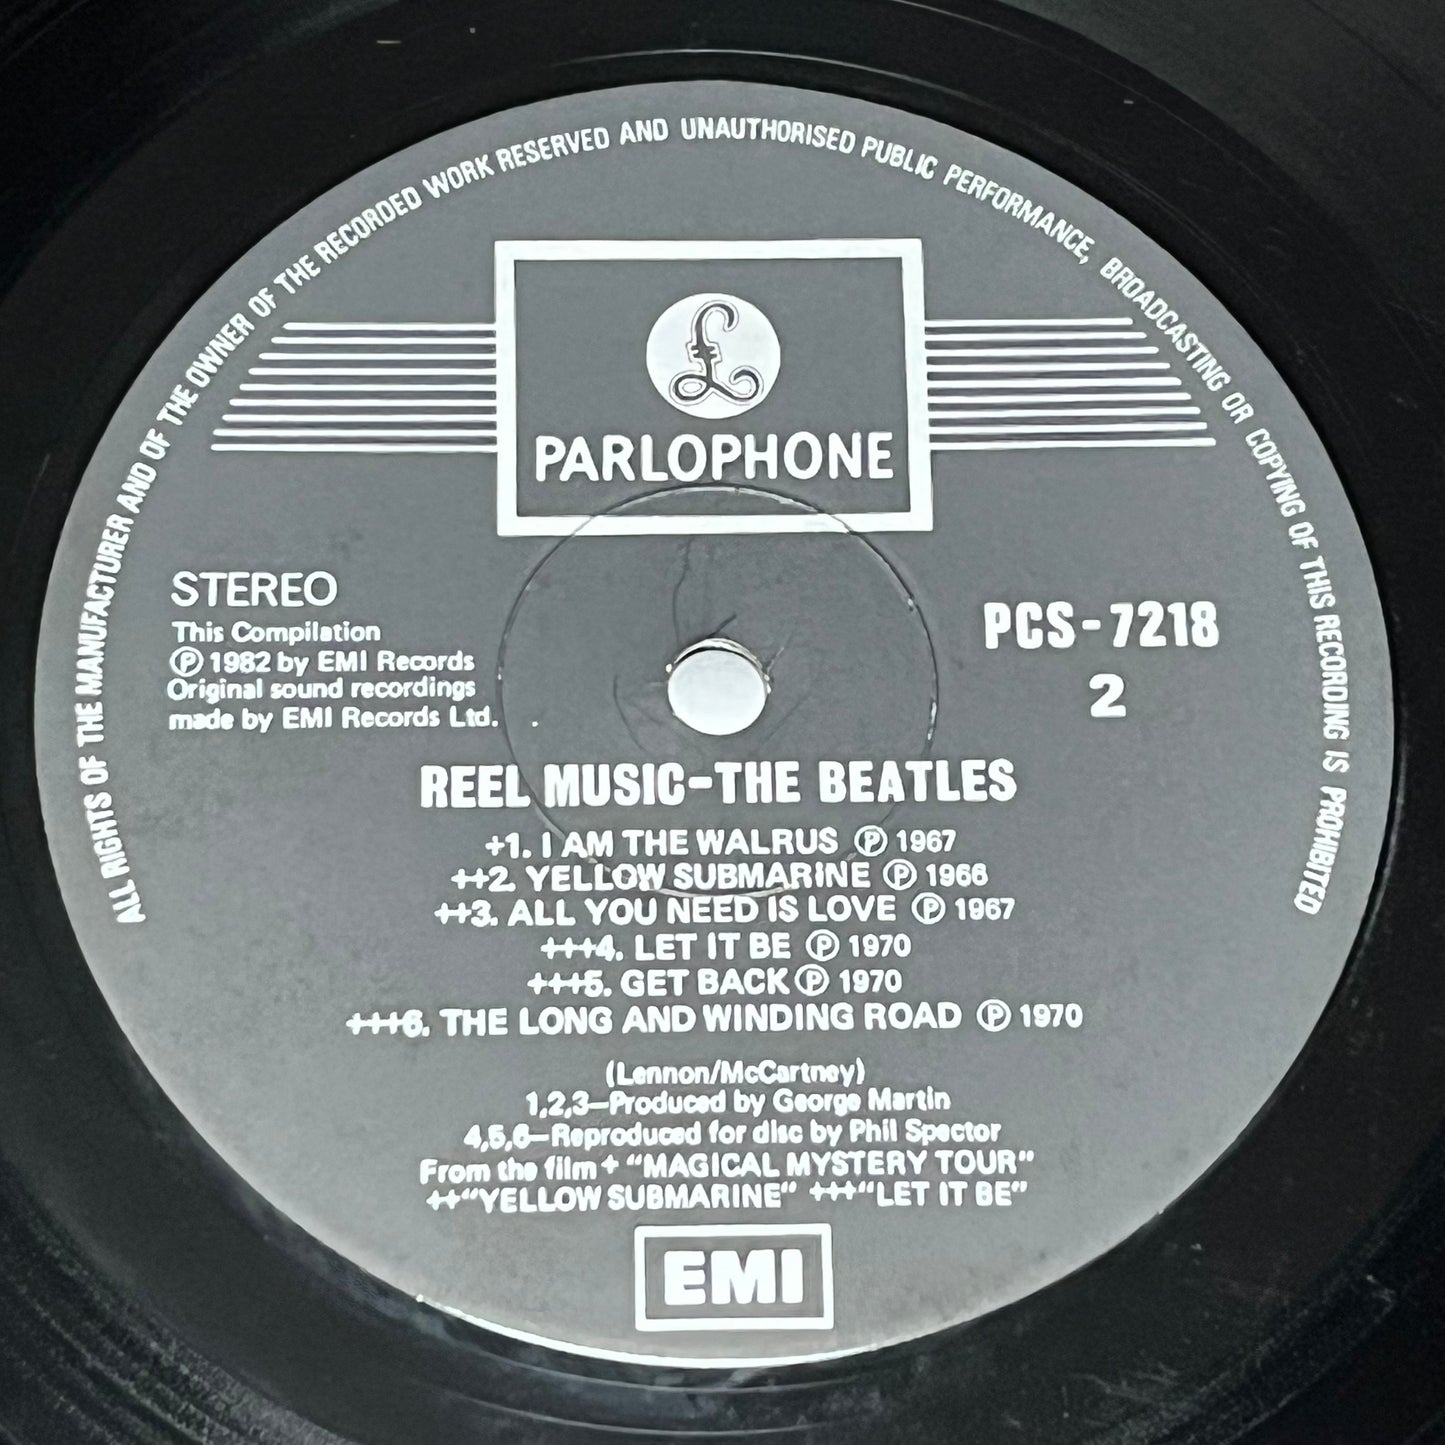 ALL RIGHTS OF THE MANUFACTURER AND OF THE OWNER OF THE RECORDED WORK RESERVED AND UNAUTHORISED PUBLIC PERFORMANCE, BROADCASTING OR COPYING OF THIS RECORDING IS PROHIBITED
£
PARLOPHONE
STEREO
This Compilation
℗ 1982 by EMI Records
Original sound recordings
made by EMI Records Ltd.
PCS-7218
2
REEL MUSIC-THE BEATLES
+1. I AM THE WALRUS ℗ 1967
++2. YELLOW SUBMARINE ℗ 1966
++3. ALL YOU NEED IS LOVE ℗ 1967
+++4. LET IT BE ℗ 1970
+++5. GET BACK ℗ 1970
+++6. THE LONG AND WINDING ROAD ℗ 1970
(Lennon/McCartney)
1,2,3—Produced by George Martin
4,5,6—Reproduced for disc by Phil Spector
From the film + "MAGICAL MYSTERY TOUR"
++"YELLOW SUBMARINE" +++"LET IT BE"
EMI